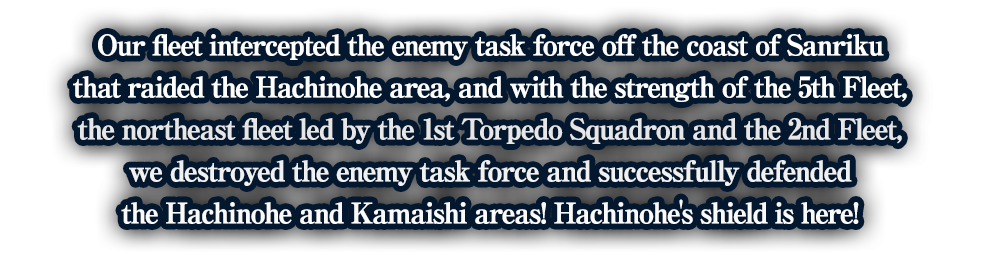 Our fleet intercepted the enemy task force off the coast of Sanriku
that raided the Hachinohe area, and with the strength of the 5th Fleet,
the northeast fleet led by the 1st Torpedo Squadron and the 2nd Fleet,
we destroyed the enemy task force and successfully defended
the Hachinohe and Kamaishi areas! Hachinohe's shield is here!